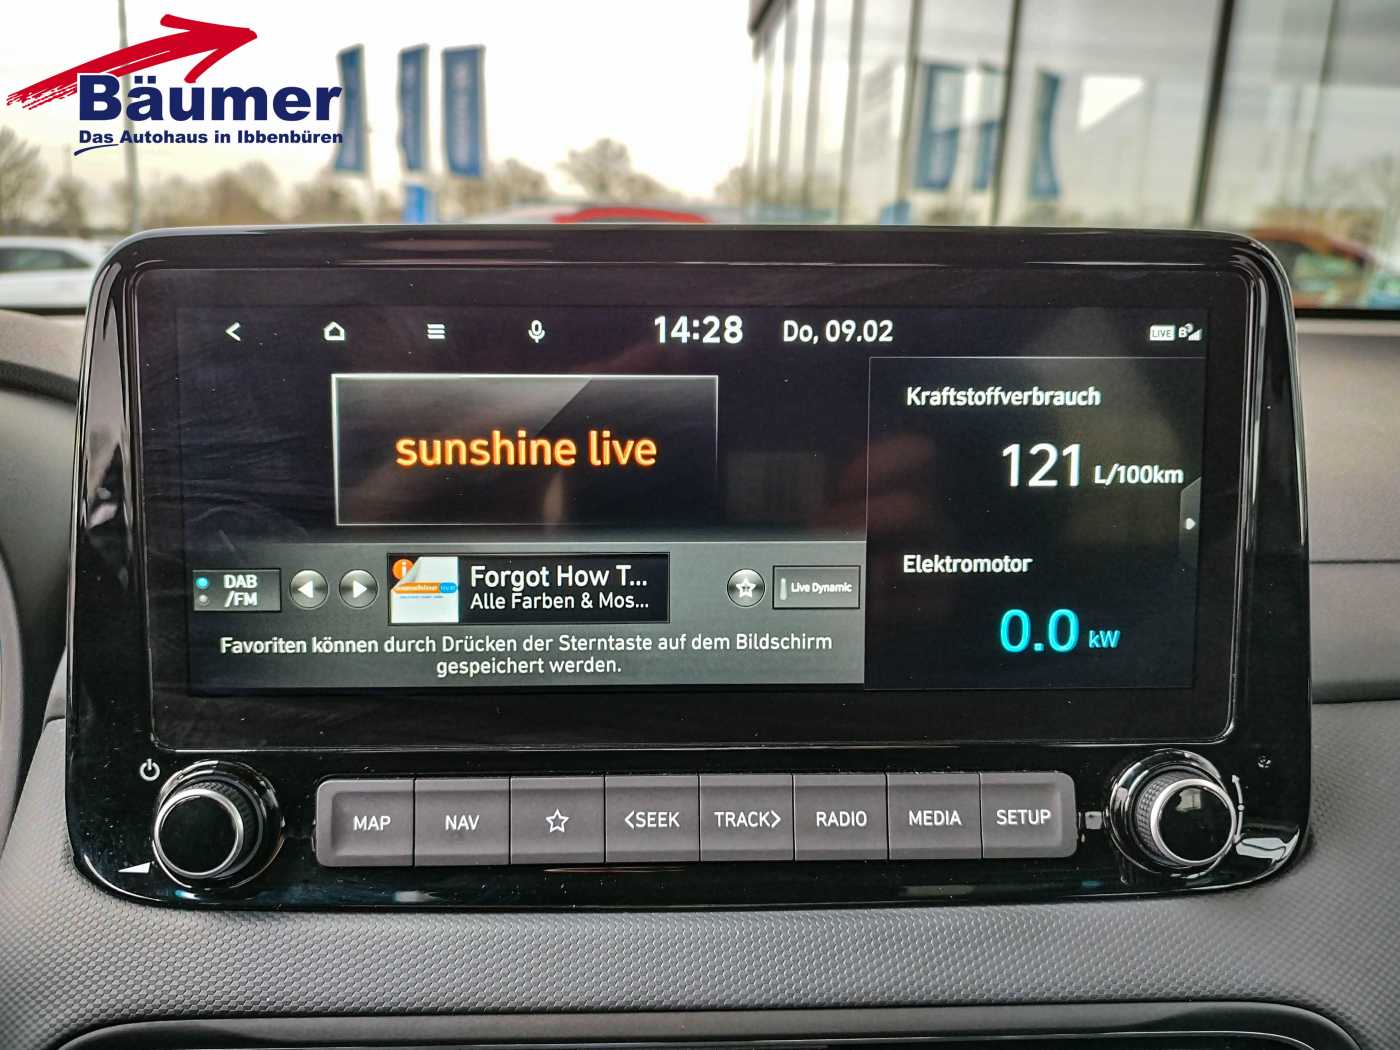 Bäumer
Das Autohaus in Ibbenbüren
14:28 Do, 09.02
LIVE
Kraftstoffverbrauch
121 L/100km
sunshine live
Elektromotor
0.0 kW
DAB
/FM
Forgot How T...
Alle Farben & Mos...
Live Dynamic
Favoriten können durch Drücken der Sterntaste auf dem Bildschirm
gespeichert werden.
MAP
NAV
<SEEK
TRACK>
RADIO
MEDIA
SETUP